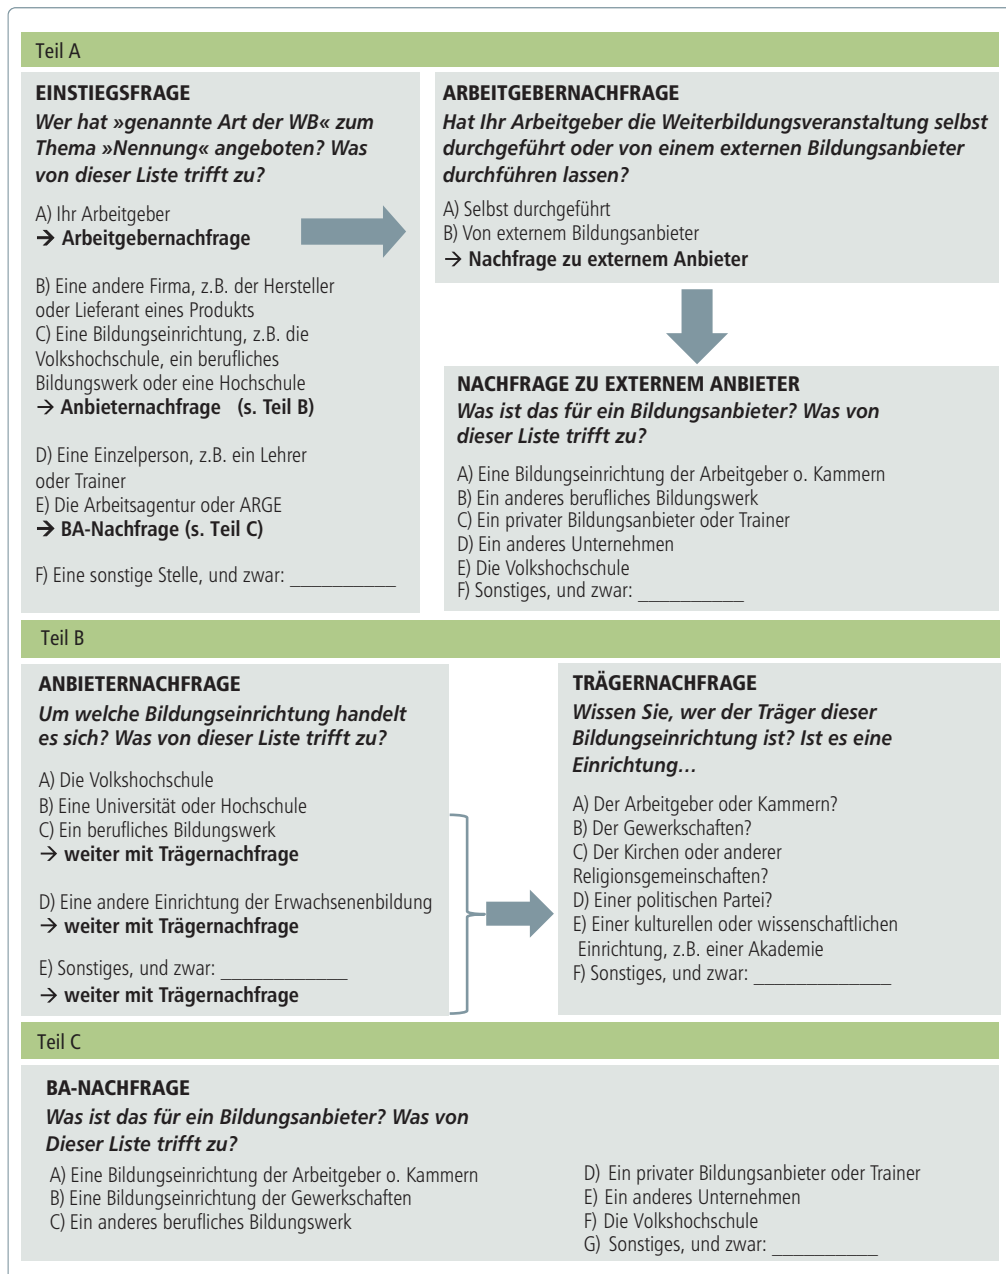 Teil A
EINSTIEGSFRAGE
Wer hat »genannte Art der WB« zum
Thema »Nennung« angeboten? Was
von dieser Liste trifft zu?
A) Ihr Arbeitgeber
→ Arbeitgebernachfrage
B) Eine andere Firma, z.B. der Hersteller
oder Lieferant eines Produkts
C) Eine Bildungseinrichtung, z.B. die
Volkshochschule, ein berufliches
Bildungswerk oder eine Hochschule
→ Anbieternachfrage (s. Teil B)
D) Eine Einzelperson, z.B. ein Lehrer
oder Trainer
E) Die Arbeitsagentur oder ARGE
→ BA-Nachfrage (s. Teil C)
F) Eine sonstige Stelle, und zwar: __________
ARBEITGEBERNACHFRAGE
Hat Ihr Arbeitgeber die Weiterbildungsveranstaltung selbst
durchgeführt oder von einem externen Bildungsanbieter
durchführen lassen?
A) Selbst durchgeführt
B) Von externem Bildungsanbieter
→ Nachfrage zu externem Anbieter
NACHFRAGE ZU EXTERNEM ANBIETER
Was ist das für ein Bildungsanbieter? Was von
dieser Liste trifft zu?
A) Eine Bildungseinrichtung der Arbeitgeber o. Kammern
B) Ein anderes berufliches Bildungswerk
C) Ein privater Bildungsanbieter oder Trainer
D) Ein anderes Unternehmen
E) Die Volkshochschule
F) Sonstiges, und zwar: __________
Teil B
ANBIETERNACHFRAGE
Um welche Bildungseinrichtung handelt
es sich? Was von dieser Liste trifft zu?
A) Die Volkshochschule
B) Eine Universität oder Hochschule
C) Ein berufliches Bildungswerk
→ weiter mit Trägernachfrage
D) Eine andere Einrichtung der Erwachsenenbildung
→ weiter mit Trägernachfrage
E) Sonstiges, und zwar: ____________
→ weiter mit Trägernachfrage
TRÄGERNACHFRAGE
Wissen Sie, wer der Träger dieser
Bildungseinrichtung ist? Ist es eine
Einrichtung...
A) Der Arbeitgeber oder Kammern?
B) Der Gewerkschaften?
C) Der Kirchen oder anderer
Religionsgemeinschaften?
D) Einer politischen Partei?
E) Einer kulturellen oder wissenschaftlichen
Einrichtung, z.B. einer Akademie
F) Sonstiges, und zwar: _____________
Teil C
BA-NACHFRAGE
Was ist das für ein Bildungsanbieter? Was von
Dieser Liste trifft zu?
A) Eine Bildungseinrichtung der Arbeitgeber o. Kammern
B) Eine Bildungseinrichtung der Gewerkschaften
C) Ein anderes berufliches Bildungswerk
D) Ein privater Bildungsanbieter oder Trainer
E) Ein anderes Unternehmen
F) Die Volkshochschule
G) Sonstiges, und zwar: __________